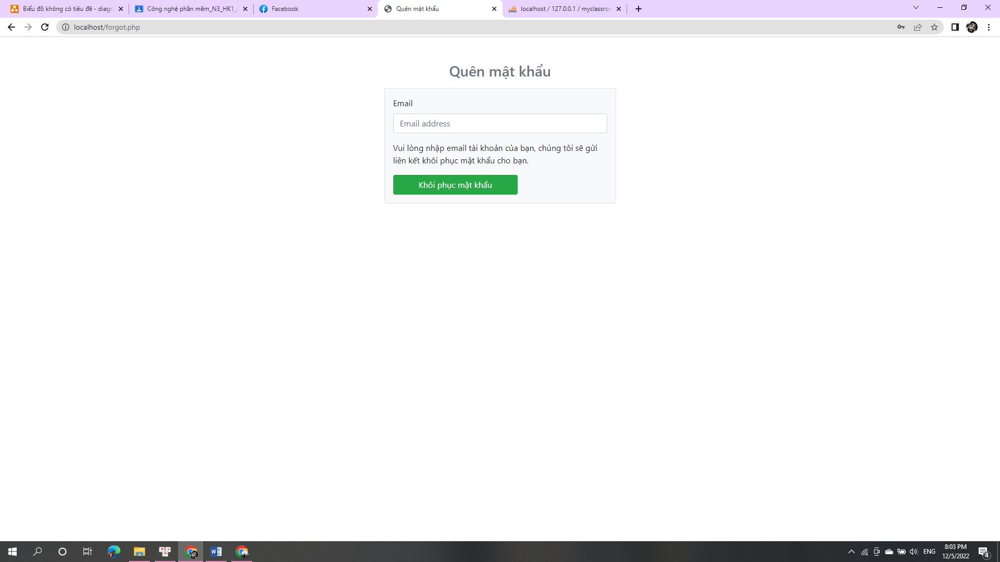 Biểu đồ không có tiêu đề - diagra
Công nghệ phần mềm_N3_HK1_2
Facebook
Quên mật khẩu
localhost / 127.0.0.1 / myclassroo
localhost/forgot.php
Quên mật khẩu
Email
Email address
Vui lòng nhập email tài khoản của bạn, chúng tôi sẽ gửi
liên kết khôi phục mật khẩu cho bạn.
Khôi phục mật khẩu
ENG
8:03 PM
12/5/2022
4